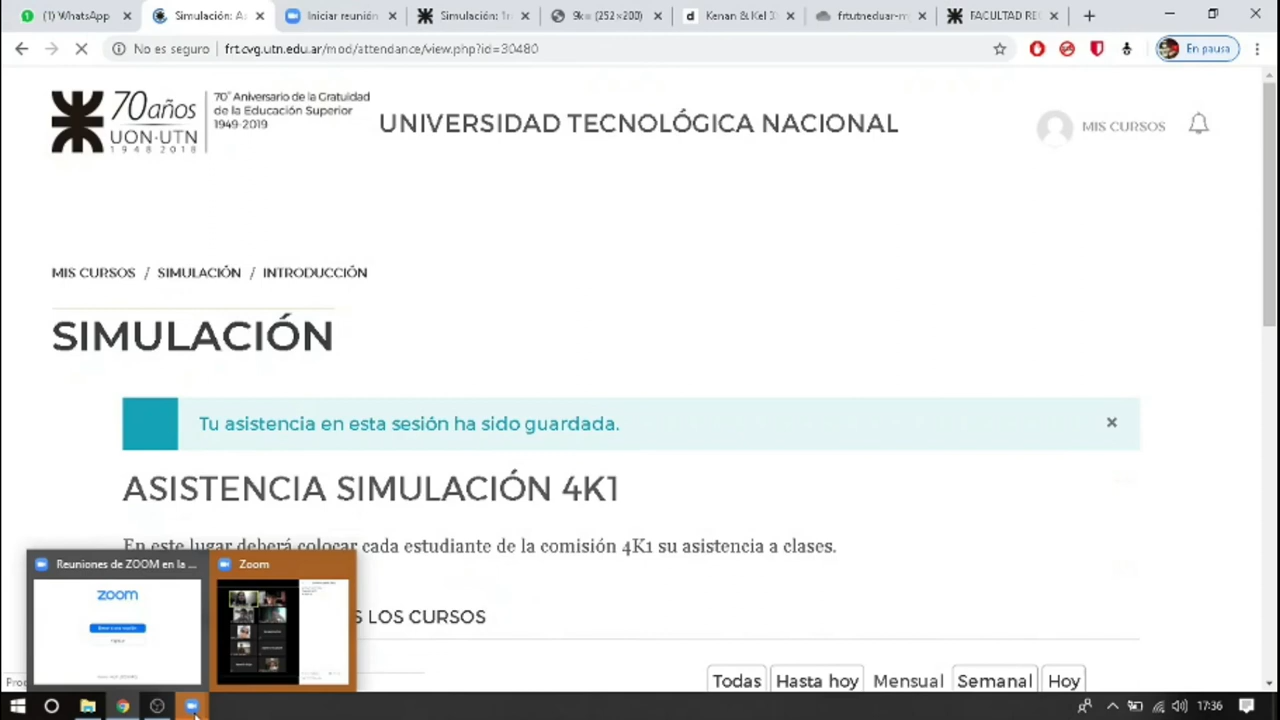 (1) WhatsApp
Simulación: A
Iniciar reunión
Simulación: 1
9k= (252×200)
Kenan & Kel
frtutneduar-m
FACULTAD RE
No es seguro
frt.cvg.utn.edu.ar/mod/attendance/view.php?id=30480
En pausa
70 años
UON·UTN
1948 2018
70° Aniversario de la Gratuidad
de la Educación Superior
1949-2019
UNIVERSIDAD TECNOLÓGICA NACIONAL
MIS CURSOS
MIS CURSOS / SIMULACIÓN / INTRODUCCIÓN
SIMULACIÓN
Tu asistencia en esta sesión ha sido guardada.
ASISTENCIA SIMULACIÓN 4K1
En este lugar deberá colocar cada estudiante de la comisión 4K1 su asistencia a clases.
Reuniones de ZOOM en la ...
Zoom
zoom
S LOS CURSOS
Todas Hasta hoy Mensual Semanal Hoy
Proc
17:36